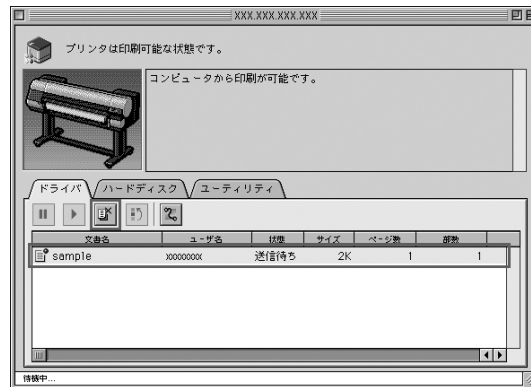 xxx.xxx.xxx.xxx
プリンタは印刷可能な状態です。
コンピュータから印刷が可能です。
ドライバ ハードディスク ユーティリティ
文書名 ユーザ名 状態 サイズ ページ数 部数
sample xxxxxxxxx 送信待ち 2K 1 1
待機中...